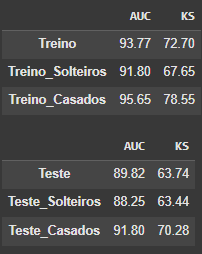 AUC KS
Treino 93.77 72.70
Treino_Solteiros 91.80 67.65
Treino_Casados 95.65 78.55
AUC KS
Teste 89.82 63.74
Teste_Solteiros 88.25 63.44
Teste_Casados 91.80 70.28